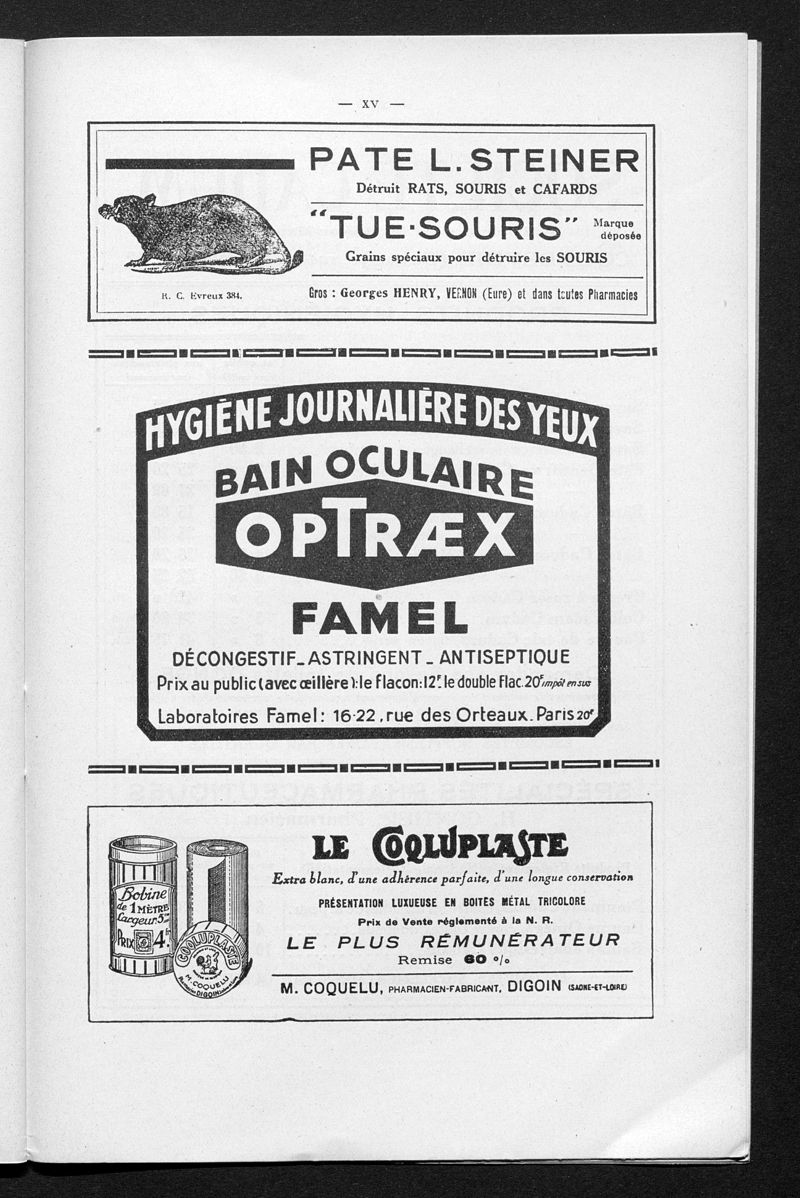 — XV —
PATE L. STEINER
Détruit RATS, SOURIS et CAFARDS
"TUE-SOURIS" Marque déposée
Grains spéciaux pour détruire les SOURIS
R. C. Evreux 384.
Gros : Georges HENRY, VERNON (Eure) et dans toutes Pharmacies
HYGIÈNE JOURNALIÈRE DES YEUX
BAIN OCULAIRE
OPTRÆX
FAMEL
DÉCONGESTIF_ASTRINGENT_ANTISEPTIQUE
Prix au public (avec œillère): le flacon: 12F. le double flac. 20F impôt en sus
Laboratoires Famel: 16-22, rue des Orteaux. Paris 20e
LE COQLUPLASTE
Extra blanc, d'une adhérence parfaite, d'une longue conservation
PRÉSENTATION LUXUEUSE EN BOITES MÉTAL TRICOLORE
Prix de Vente réglementé à la N. R.
LE PLUS RÉMUNÉRATEUR
Remise 60 %
M. COQUELU, PHARMACIEN-FABRICANT, DIGOIN (SAONE-ET-LOIRE)
Bobine
de 1 MÈTRE
Largeur 5 cm
PRIX 4 fr
COQLUPLASTE
M. COQUELU
DIGOIN